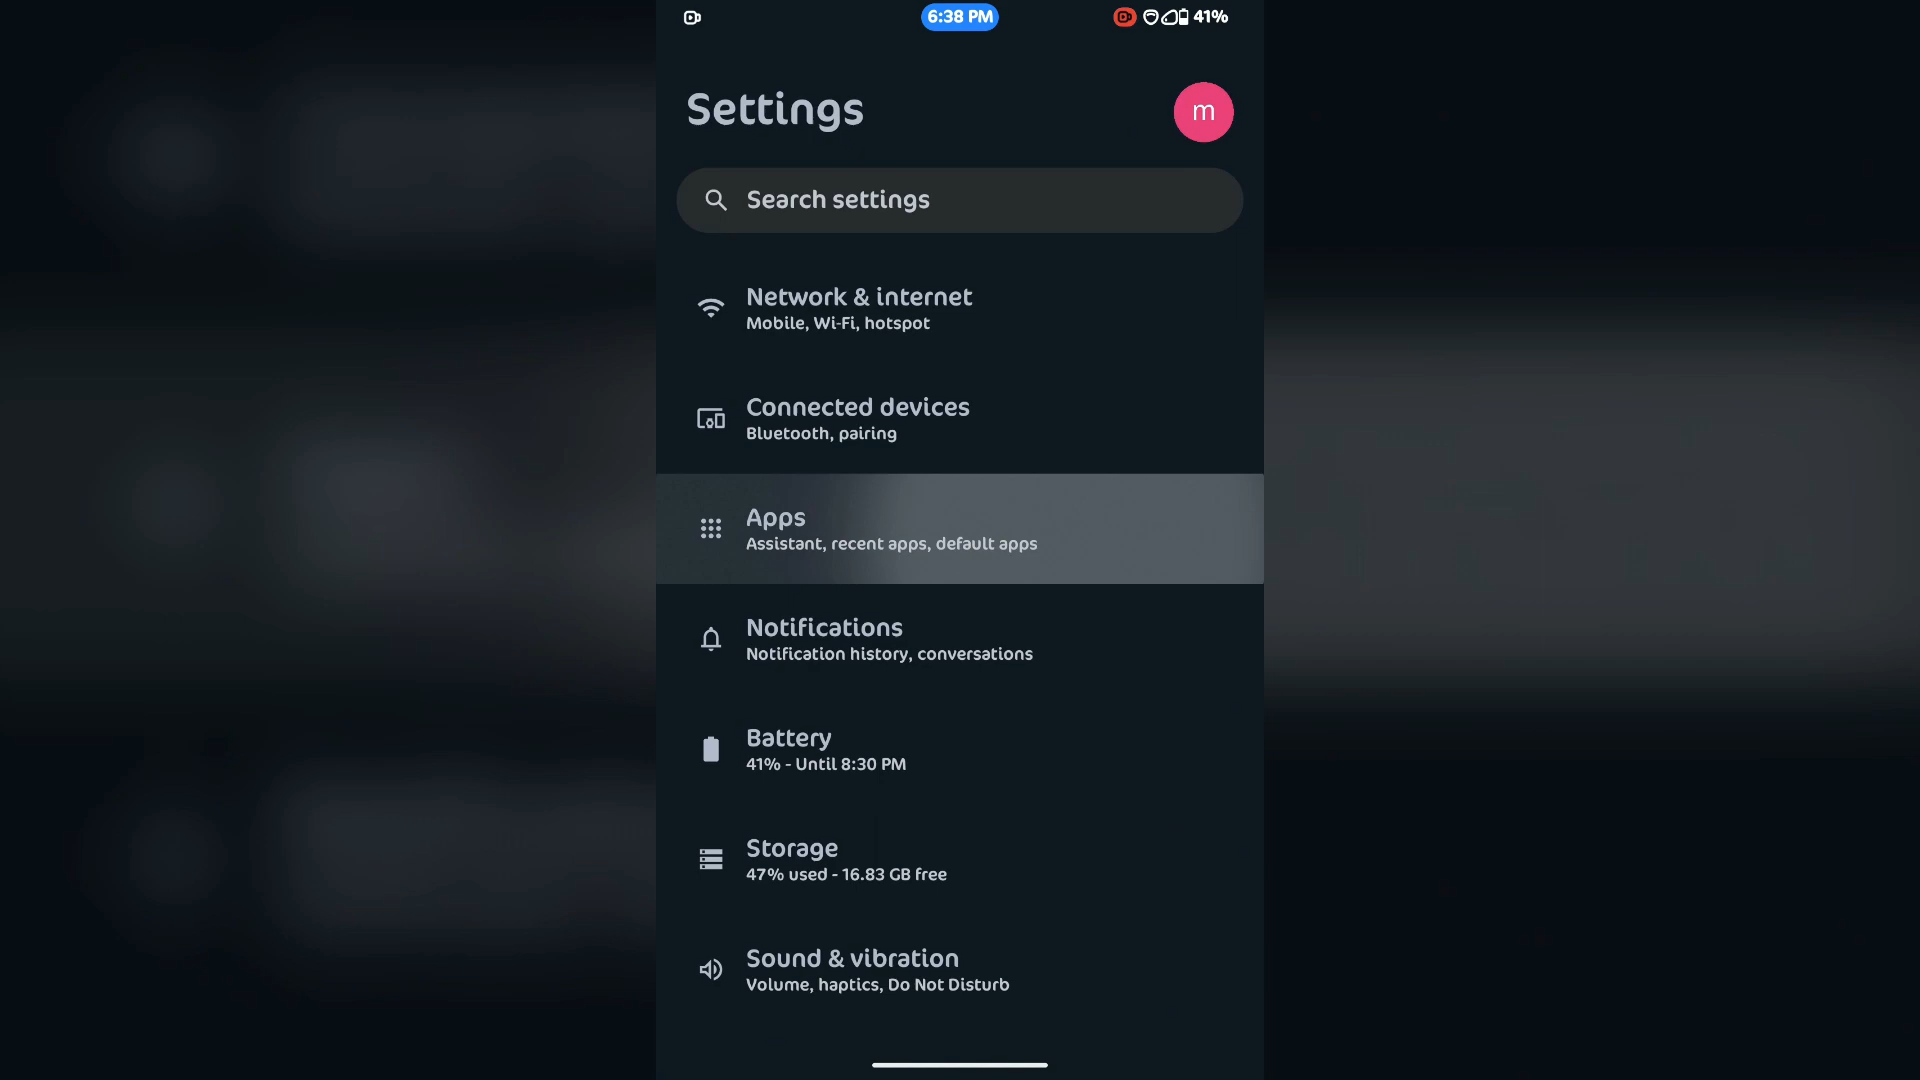 6:38 PM
41%
Settings
m
Search settings
Network & internet
Mobile, Wi-Fi, hotspot
Connected devices
Bluetooth, pairing
Apps
Assistant, recent apps, default apps
Notifications
Notification history, conversations
Battery
41% - Until 8:30 PM
Storage
47% used - 16.83 GB free
Sound & vibration
Volume, haptics, Do Not Disturb